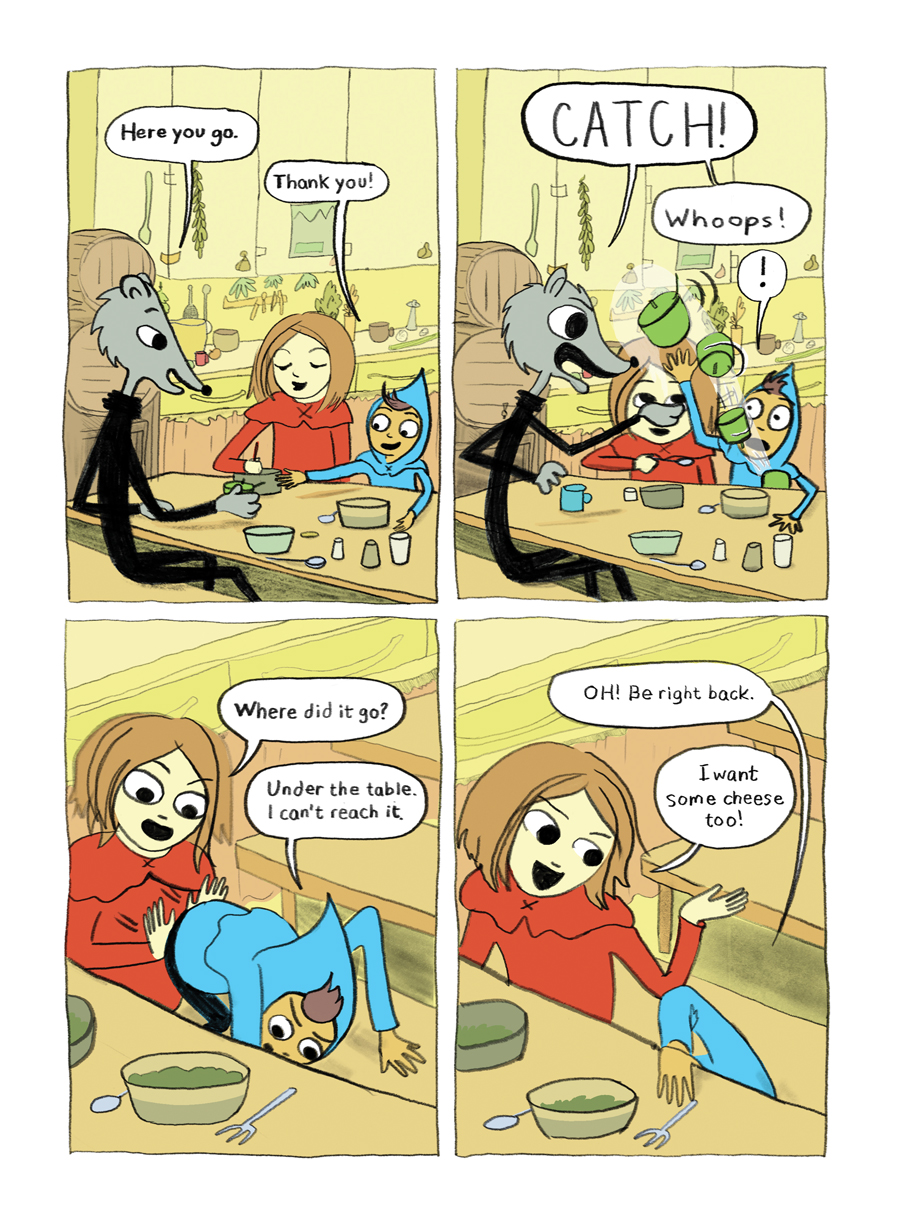 Here you go.
Thank you!
CATCH!
Whoops!
!
Where did it go?
Under the table.
I can't reach it.
OH! Be right back.
I want
some cheese
too!